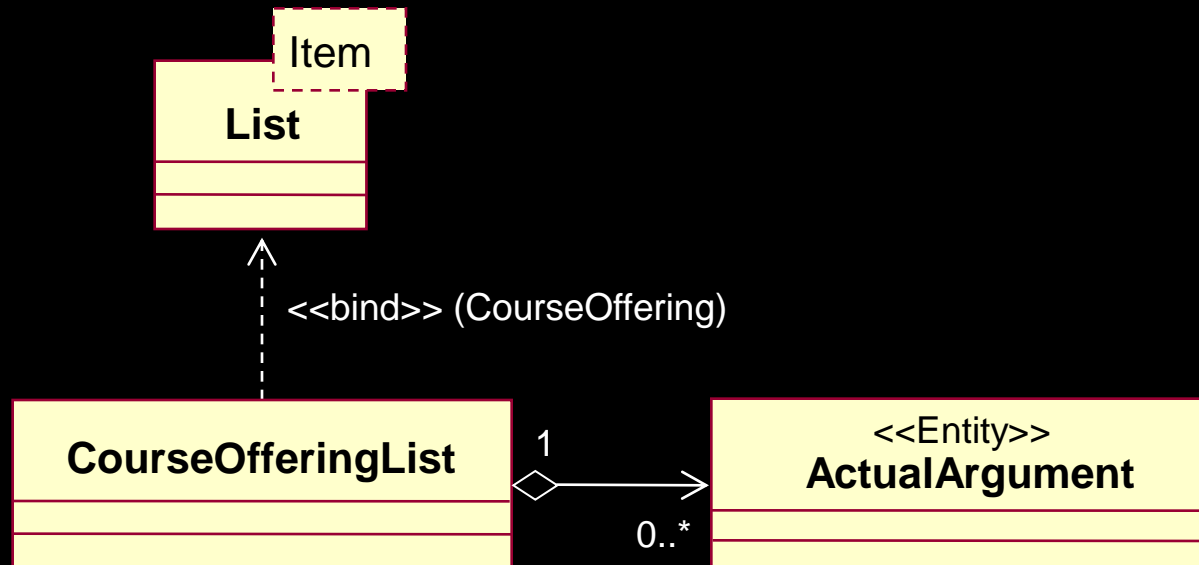 Item
List
<<bind>> (CourseOffering)
CourseOfferingList
1
0..*
<<Entity>>
ActualArgument